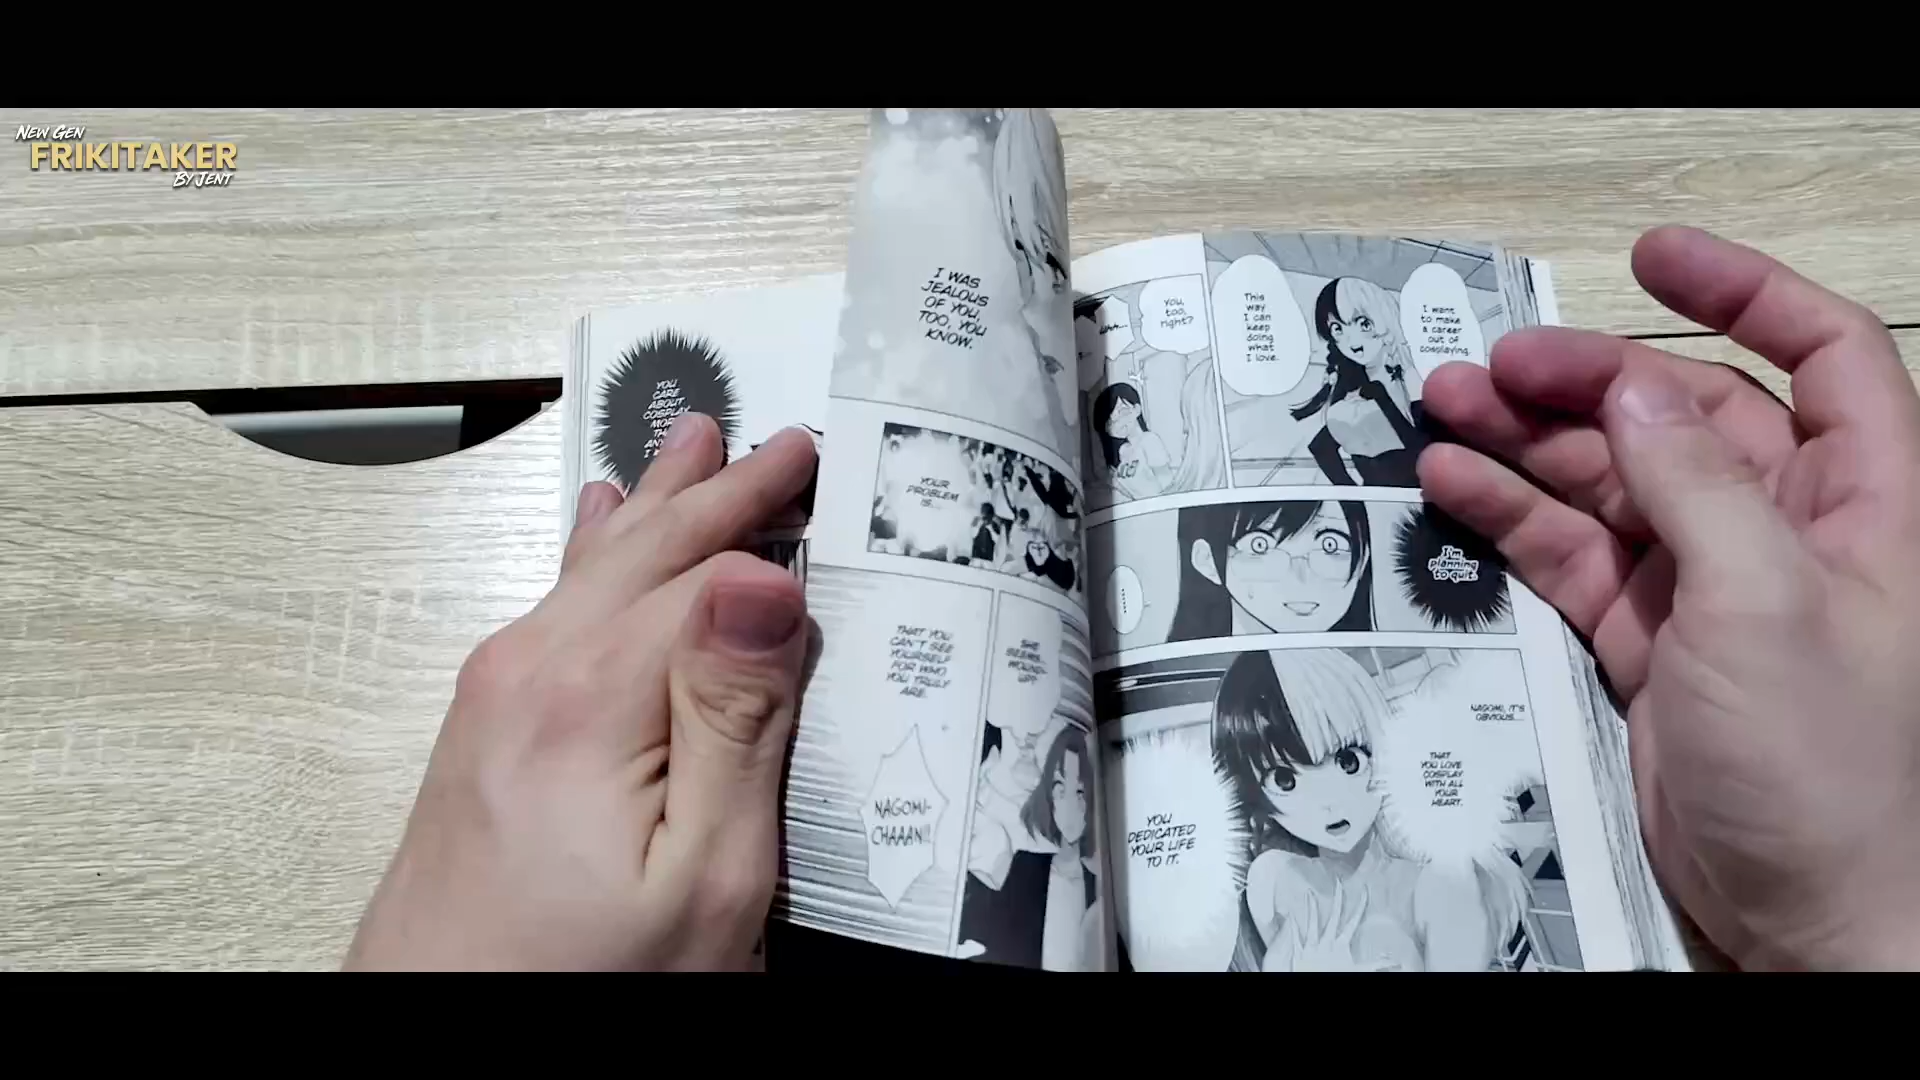 New Gen
FRIKITAKER
By Jent
YOU
CARE
ABOUT
COSPLAY
I WAS
JEALOUS
OF YOU,
TOO, YOU
KNOW.
YOUR
PROBLEM
IS...
SHE
SEEMS...
WOUND-
UP?
THAT YOU
CAN'T SEE
YOURSELF
FOR WHO
YOU TRULY
ARE.
NAGOMI-
CHAAAN!!
I want
to make
a career
out of
cosplaying.
This
way
I can
keep
doing
what
I love.
You,
too,
right?
Uhh...
I'm
planning
to quit.
NAGOMI, IT'S
OBVIOUS...
THAT
YOU LOVE
COSPLAY
WITH ALL
YOUR
HEART.
YOU
DEDICATED
YOUR LIFE
TO IT.